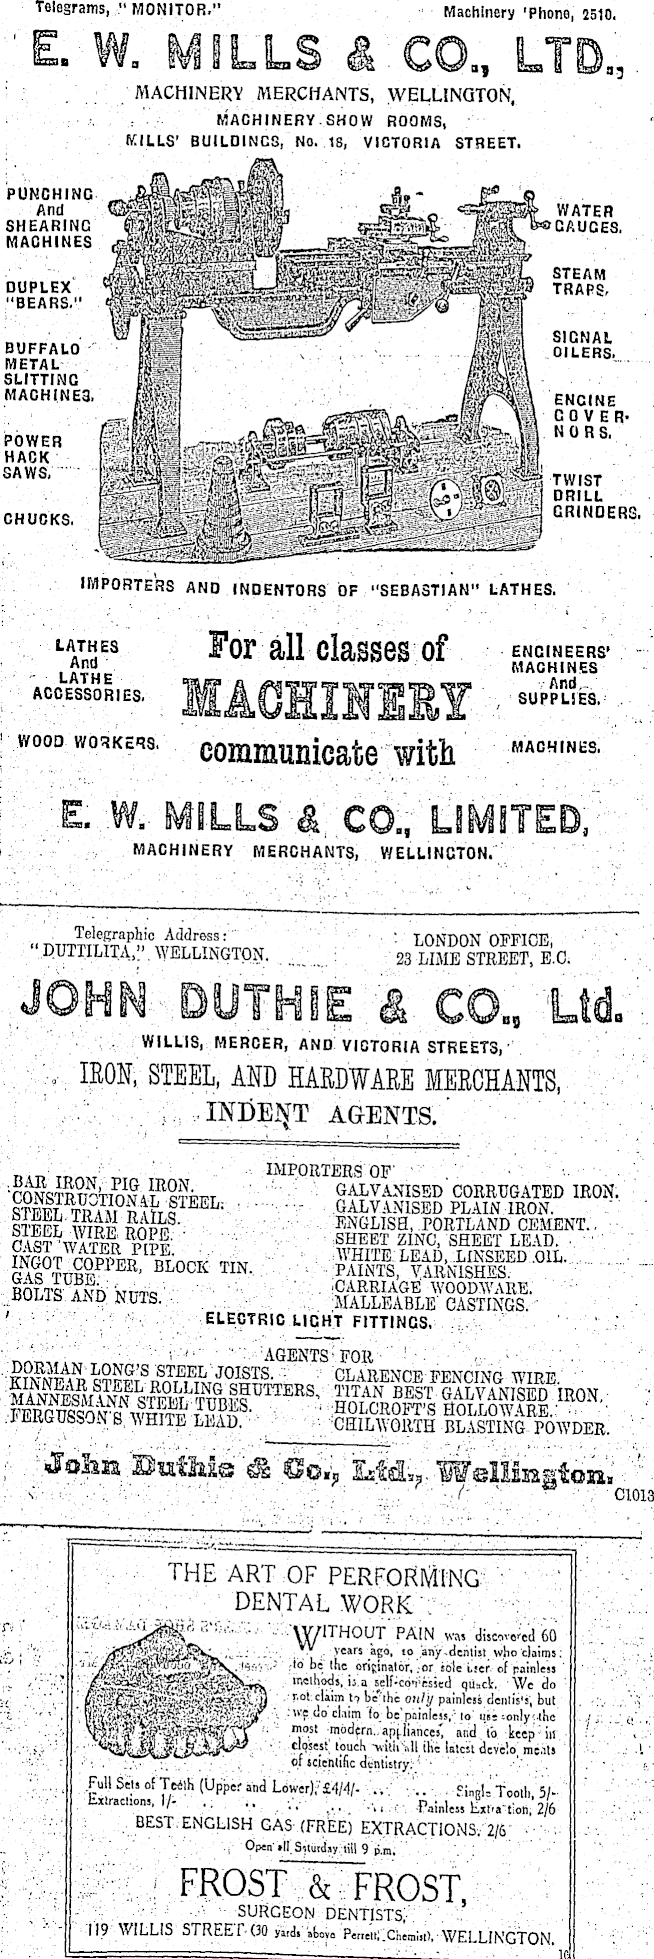 Telegrams, "MONITOR."
Machinery 'Phone, 2510.
E. W. MILLS & CO., LTD.,
MACHINERY MERCHANTS, WELLINGTON,
MACHINERY SHOW ROOMS,
MILLS' BUILDINGS, No. 18, VICTORIA STREET.
PUNCHING
And
SHEARING
MACHINES
DUPLEX
"BEARS."
BUFFALO
METAL
SLITTING
MACHINES.
POWER
HACK
SAWS.
CHUCKS.
WATER
GAUGES.
STEAM
TRAPS.
SIGNAL
OILERS.
ENGINE
GOVER-
NORS.
TWIST
DRILL
GRINDERS.
IMPORTERS AND INDENTORS OF "SEBASTIAN" LATHES.
LATHES
And
LATHE
ACCESSORIES.
WOOD WORKERS.
For all classes of
MACHINERY
communicate with
ENGINEERS'
MACHINES
And
SUPPLIES.
MACHINES.
E. W. MILLS & CO., LIMITED,
MACHINERY MERCHANTS, WELLINGTON.
Telegraphic Address:
"DUTTILITA," WELLINGTON.
LONDON OFFICE,
23 LIME STREET, E.C.
JOHN DUTHIE & CO., Ltd.
WILLIS, MERCER, AND VICTORIA STREETS,
IRON, STEEL, AND HARDWARE MERCHANTS,
INDENT AGENTS.
IMPORTERS OF
BAR IRON, PIG IRON.
CONSTRUCTIONAL STEEL.
STEEL TRAM RAILS.
STEEL WIRE ROPE.
CAST WATER PIPE.
INGOT COPPER, BLOCK TIN.
GAS TUBE.
BOLTS AND NUTS.
GALVANISED CORRUGATED IRON.
GALVANISED PLAIN IRON.
ENGLISH, PORTLAND CEMENT.
SHEET ZINC, SHEET LEAD.
WHITE LEAD, LINSEED OIL.
PAINTS, VARNISHES.
CARRIAGE WOODWARE.
MALLEABLE CASTINGS.
ELECTRIC LIGHT FITTINGS.
AGENTS FOR
DORMAN LONG'S STEEL JOISTS.
KINNEAR STEEL ROLLING SHUTTERS.
MANNESMANN STEEL TUBES.
FERGUSSON'S WHITE LEAD.
CLARENCE FENCING WIRE.
TITAN BEST GALVANISED IRON.
HOLCROFT'S HOLLOWARE.
CHILWORTH BLASTING POWDER.
John Duthie & Co., Ltd., Wellington.
C1013
THE ART OF PERFORMING
DENTAL WORK
WITHOUT PAIN was discovered 60
years ago, so any dentist who claims
to be the originator, or sole user of painless
methods, is a self-confessed quack. We do
not claim to be the only painless dentists, but
we do claim to be painless, to use only the
most modern appliances, and to keep in
closest touch with all the latest developments
of scientific dentistry.
Full Sets of Teeth (Upper and Lower), £4/4/- .. .. Single Tooth, 5/-
Extractions, 1/- .. .. .. .. .. Painless Extraction, 2/6
BEST ENGLISH GAS (FREE) EXTRACTIONS, 2/6
Open all Saturday till 9 p.m.
FROST & FROST,
SURGEON DENTISTS,
119 WILLIS STREET (30 yards above Perrett, Chemist), WELLINGTON.